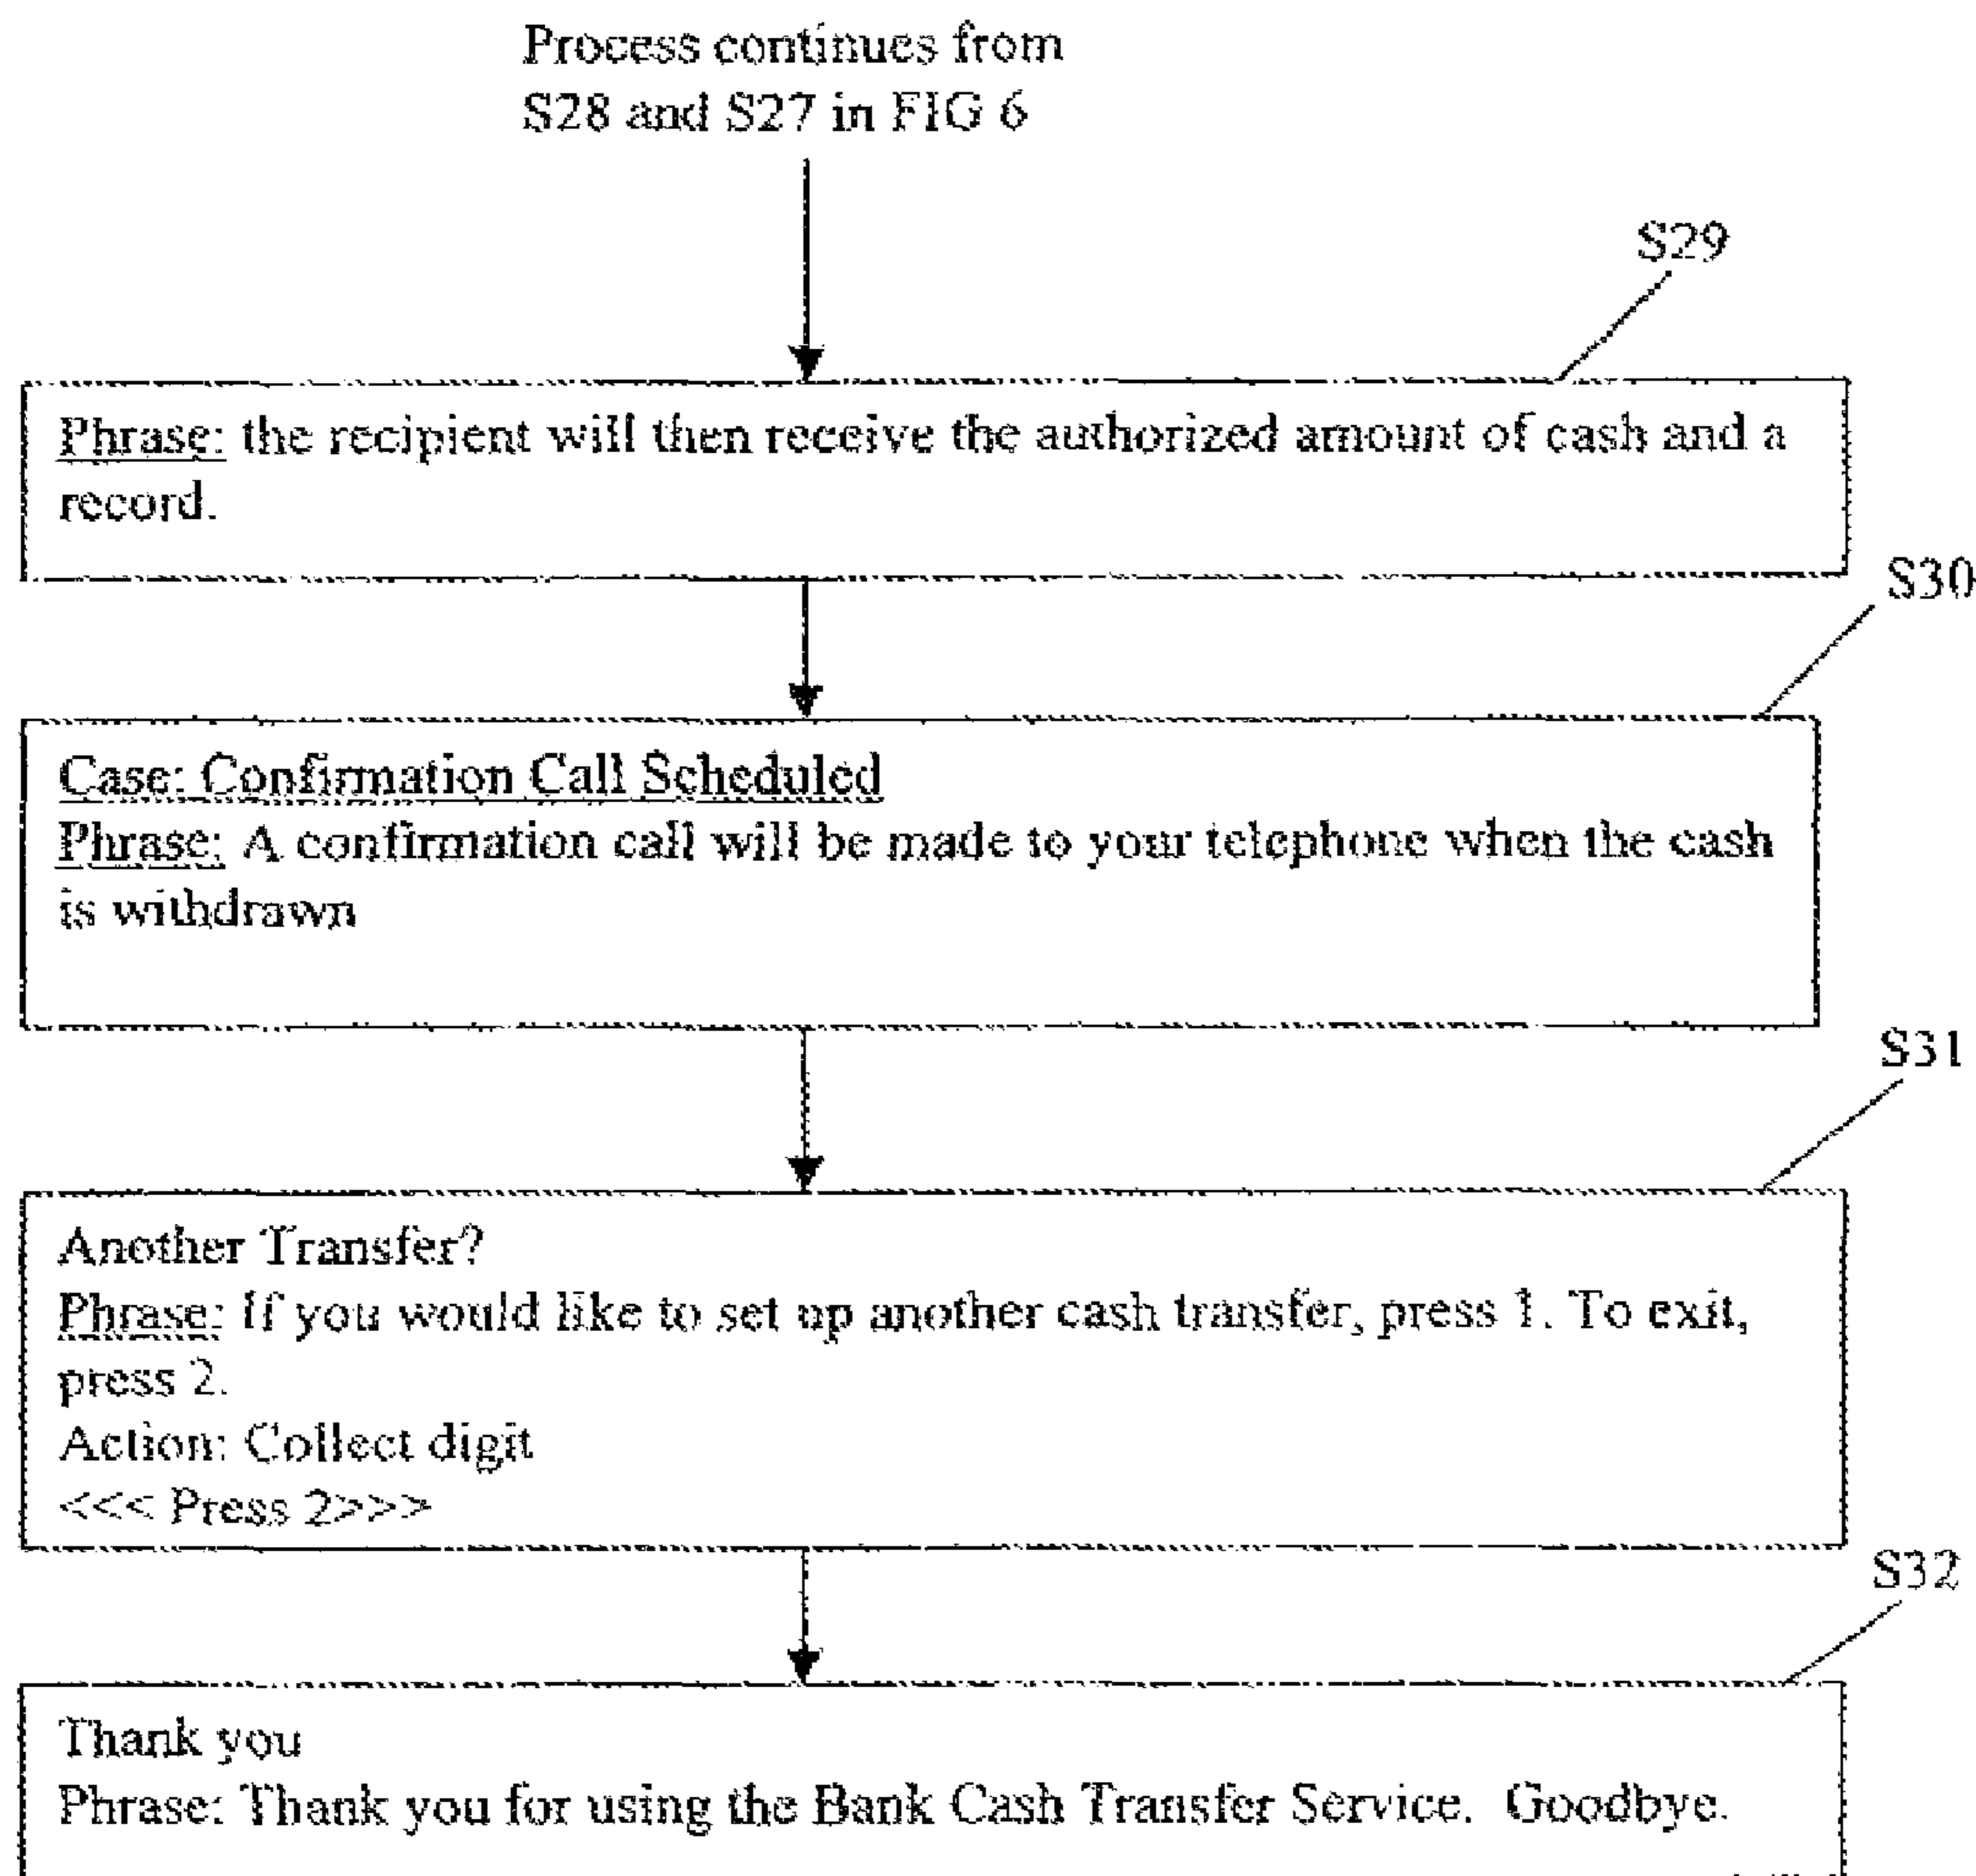 Process continues from
S28 and S27 in FIG 6
S29
Phrase: the recipient will then receive the authorized amount of cash and a
record.
S30
Case: Confirmation Call Scheduled
Phrase: A confirmation call will be made to your telephone when the cash
is withdrawn
S31
Another Transfer?
Phrase: If you would like to set up another cash transfer, press 1. To exit,
press 2.
Action: Collect digit
<<< Press 2>>>
S32
Thank you
Phrase: Thank you for using the Bank Cash Transfer Service. Goodbye.